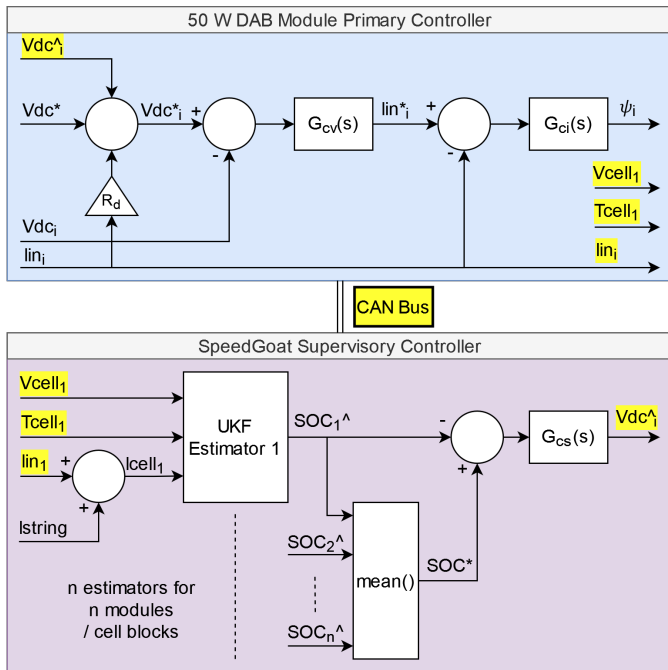 50 W DAB Module Primary Controller
Vdc^i
Vdc*
Vdc*i
+
-
Gcv(s)
Iin*i
+
-
Gci(s)
ψi
Rd
Vcell1
Tcell1
Vdci
Iini
Iini
CAN Bus
SpeedGoat Supervisory Controller
Vcell1
Tcell1
Iin1
+
+
Icell1
Istring
UKF
Estimator 1
SOC1^
-
+
Gcs(s)
Vdc^i
SOC2^
SOCn^
mean()
SOC*
n estimators for
n modules
/ cell blocks